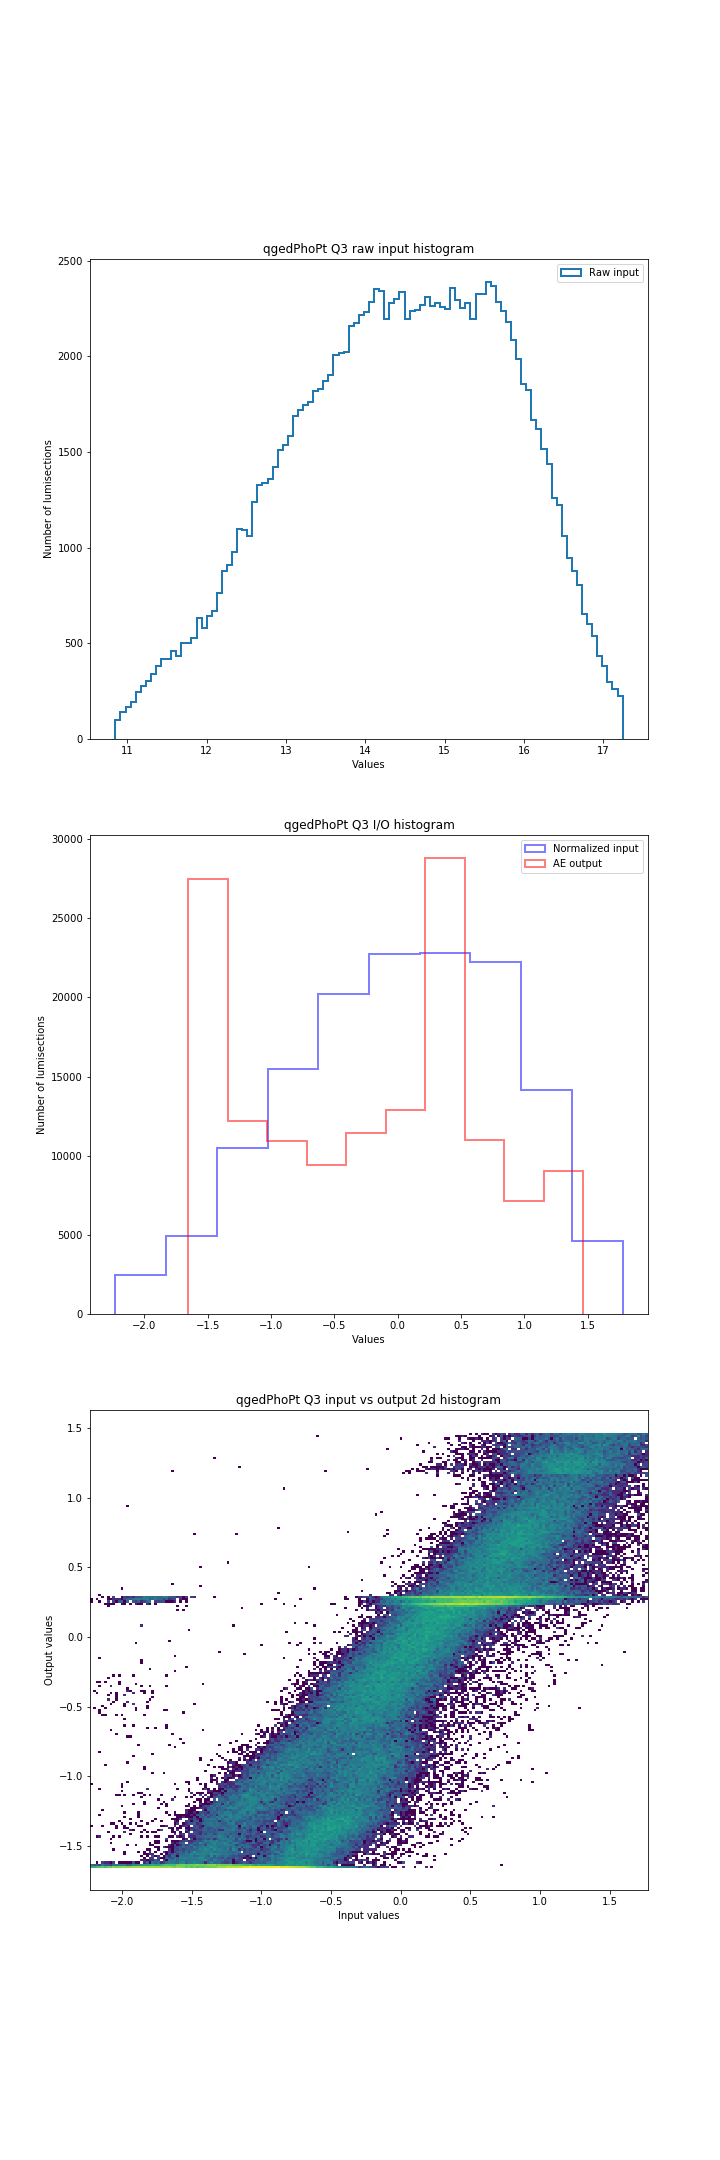 qgedPhoPt Q3 raw input histogram
Raw input
2500
2000
1500
1000
500
0
Number of lumisections
11 12 13 14 15 16 17
Values
qgedPhoPt Q3 I/O histogram
Normalized input
AE output
30000
25000
20000
15000
10000
5000
0
Number of lumisections
−2.0 −1.5 −1.0 −0.5 0.0 0.5 1.0 1.5
Values
qgedPhoPt Q3 input vs output 2d histogram
1.5
1.0
0.5
0.0
−0.5
−1.0
−1.5
Output values
−2.0 −1.5 −1.0 −0.5 0.0 0.5 1.0 1.5
Input values